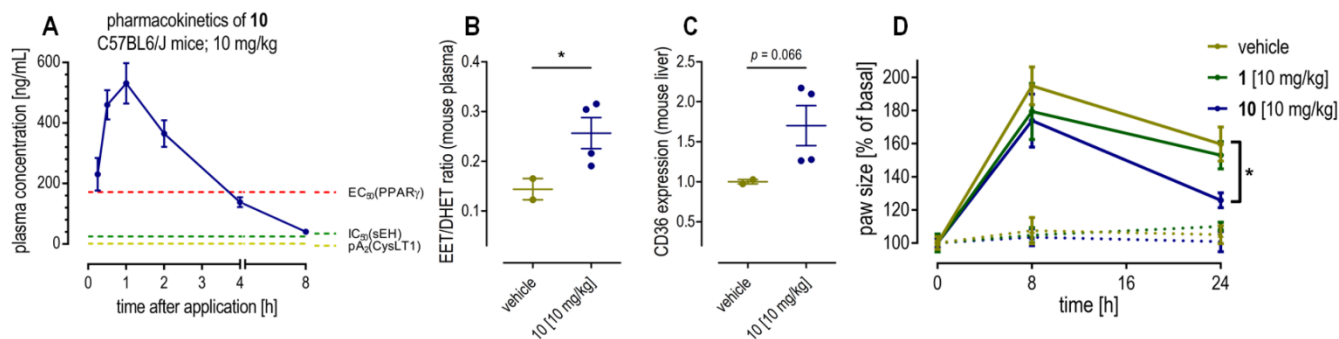 A
pharmacokinetics of 10
C57BL6/J mice; 10 mg/kg
plasma concentration [ng/mL]
600
400
200
0
EC₅₀(PPARγ)
IC₅₀(sEH)
pA₂(CysLT1)
0 1 2 3 4 8
time after application [h]
B
EET/DHET ratio (mouse plasma)
0.4
0.3
0.2
0.1
*
vehicle
10 [10 mg/kg]
C
CD36 expression (mouse liver)
2.5
2.0
1.5
1.0
0.5
p = 0.066
vehicle
10 [10 mg/kg]
D
paw size [% of basal]
200
180
160
140
120
100
0 8 16 24
time [h]
*
vehicle
1 [10 mg/kg]
10 [10 mg/kg]